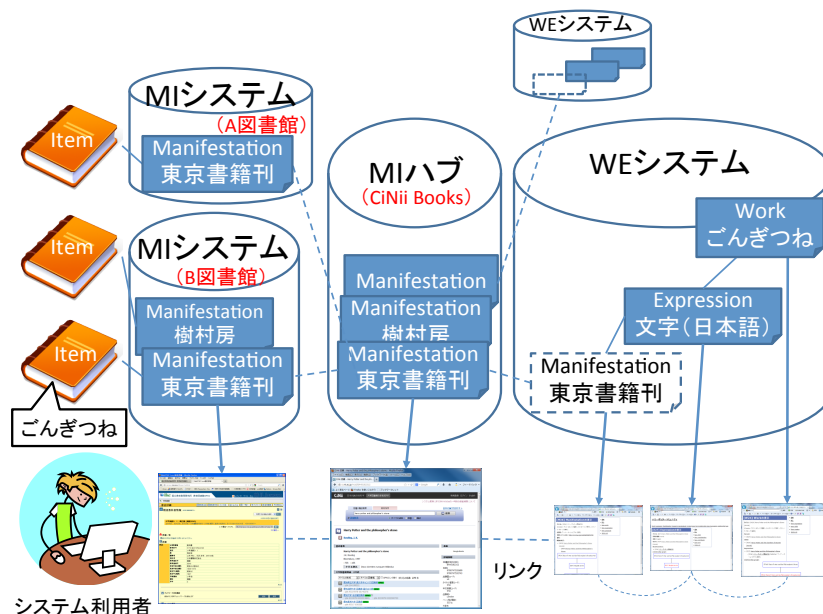 WEシステム
MIシステム
(A図書館)
Item
Manifestation
東京書籍刊
MIハブ
(CiNii Books)
WEシステム
Work
ごんぎつね
Item
MIシステム
(B図書館)
Manifestation
Expression
文字(日本語)
Manifestation
樹村房
Manifestation
樹村房
Item
Manifestation
東京書籍刊
Manifestation
東京書籍刊
Manifestation
東京書籍刊
ごんぎつね
リンク
システム利用者